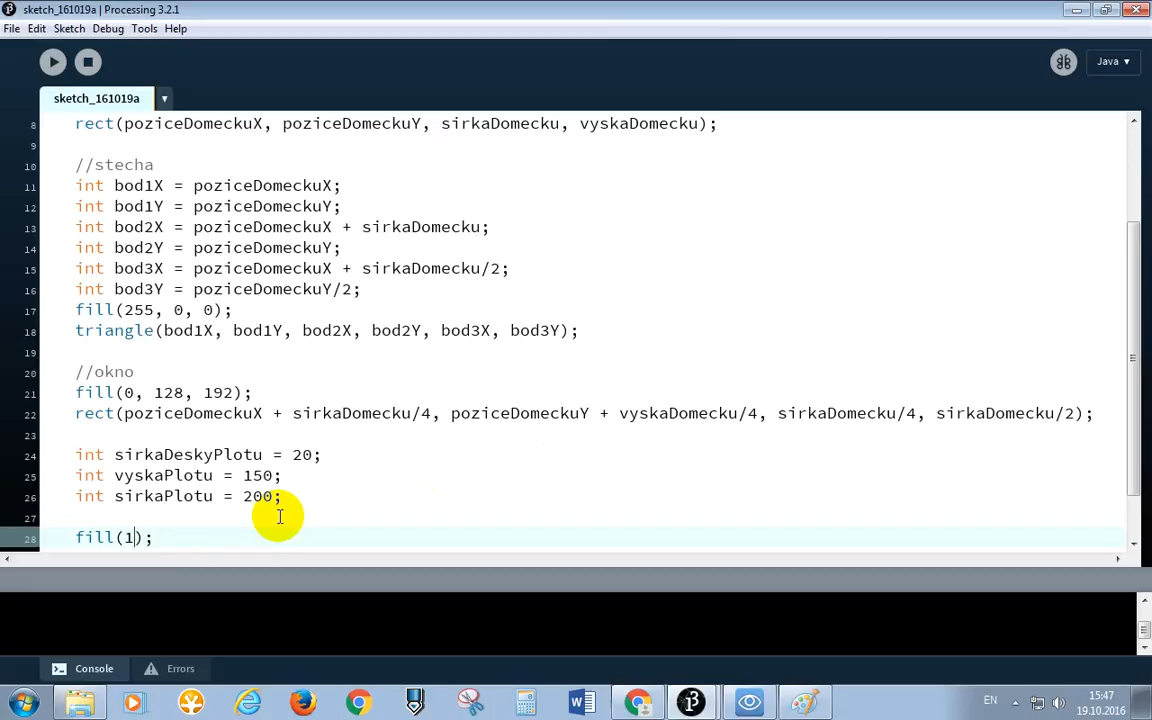 sketch_161019a | Processing 3.2.1
File Edit Sketch Debug Tools Help
Java ▼
sketch_161019a ▼
8 rect(poziceDomeckuX, poziceDomeckuY, sirkaDomecku, vyskaDomecku);
9
10 //stecha
11 int bod1X = poziceDomeckuX;
12 int bod1Y = poziceDomeckuY;
13 int bod2X = poziceDomeckuX + sirkaDomecku;
14 int bod2Y = poziceDomeckuY;
15 int bod3X = poziceDomeckuX + sirkaDomecku/2;
16 int bod3Y = poziceDomeckuY/2;
17 fill(255, 0, 0);
18 triangle(bod1X, bod1Y, bod2X, bod2Y, bod3X, bod3Y);
19
20 //okno
21 fill(0, 128, 192);
22 rect(poziceDomeckuX + sirkaDomecku/4, poziceDomeckuY + vyskaDomecku/4, sirkaDomecku/4, sirkaDomecku/2);
23
24 int sirkaDeskyPlotu = 20;
25 int vyskaPlotu = 150;
26 int sirkaPlotu = 200;
27
28 fill(1);
Console Errors
EN 15:47
19.10.2016